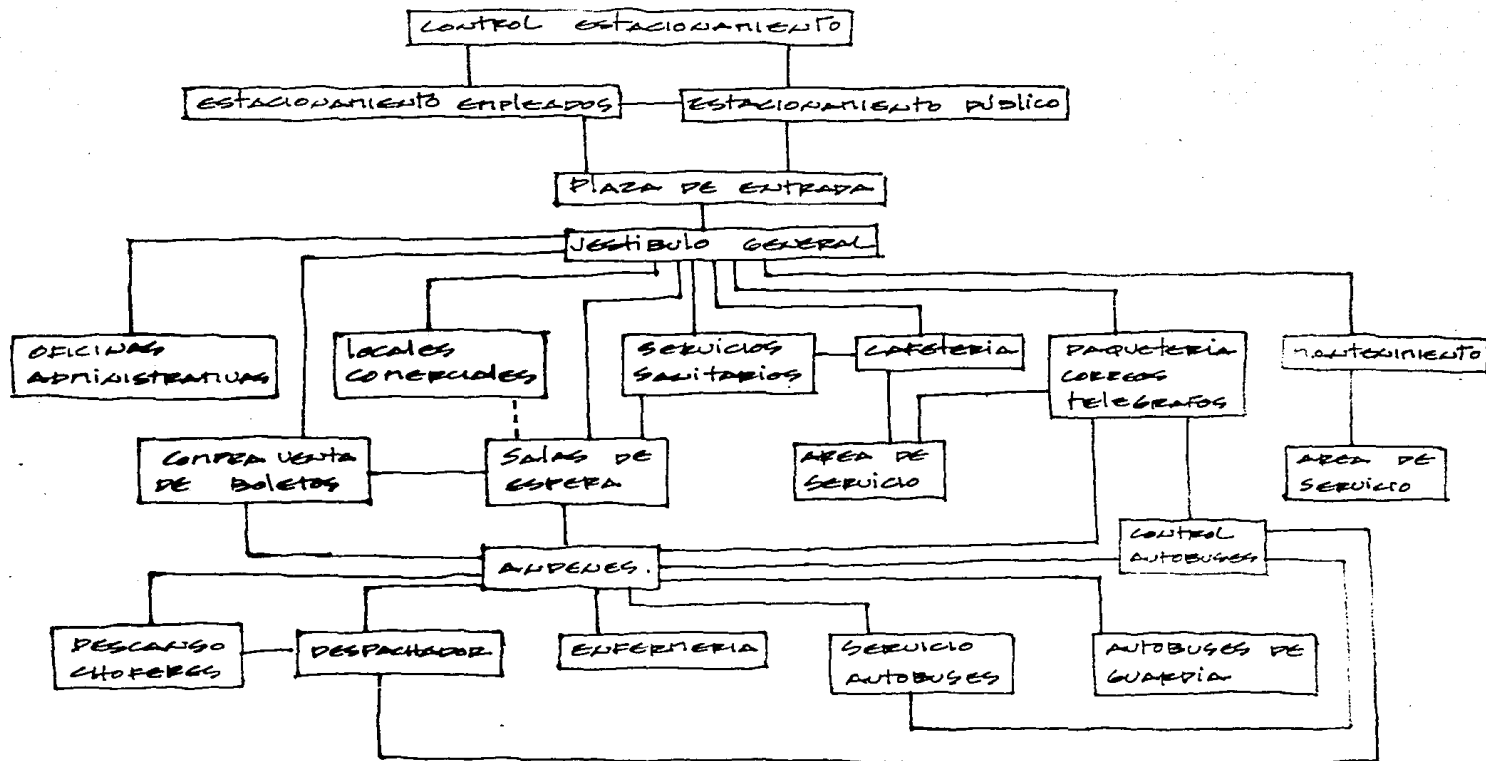 CONTROL ESTACIONAMIENTO
ESTACIONAMIENTO EMPLEADOS
ESTACIONAMIENTO PÚBLICO
PLAZA DE ENTRADA
VESTIBULO GENERAL
OFICINAS
ADMINISTRATIVAS
LOCALES
COMERCIALES
SERVICIOS
SANITARIOS
CAFETERIA
PAQUETERIA
CORREOS
TELEGRAFOS
MANTENIMIENTO
COMPRA VENTA
DE BOLETOS
SALAS DE
ESPERA
AREA DE
SERVICIO
AREA DE
SERVICIO
CONTROL
AUTOBUSES
ANDENES.
DESCANSO
CHOFERES
DESPACHADOR
ENFERMERIA
SERVICIO
AUTOBUSES
AUTOBUSES DE
GUARDIA